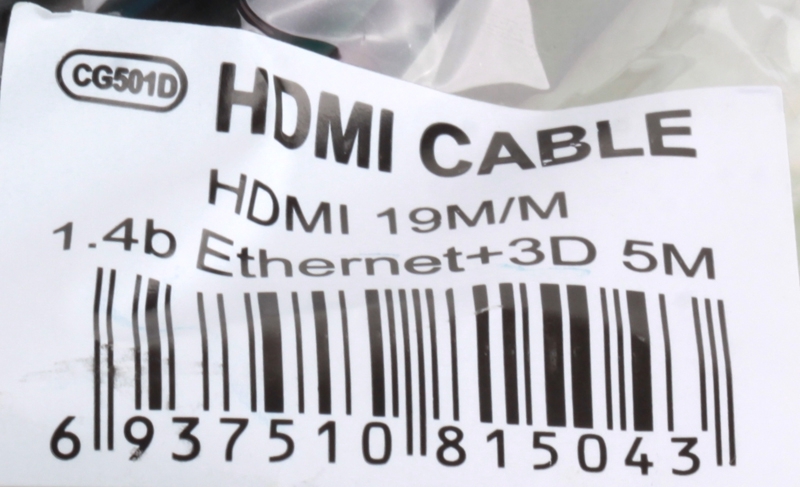 CG501D HDMI CABLE
HDMI 19M/M
1.4b Ethernet+3D 5M
6 937510 815043